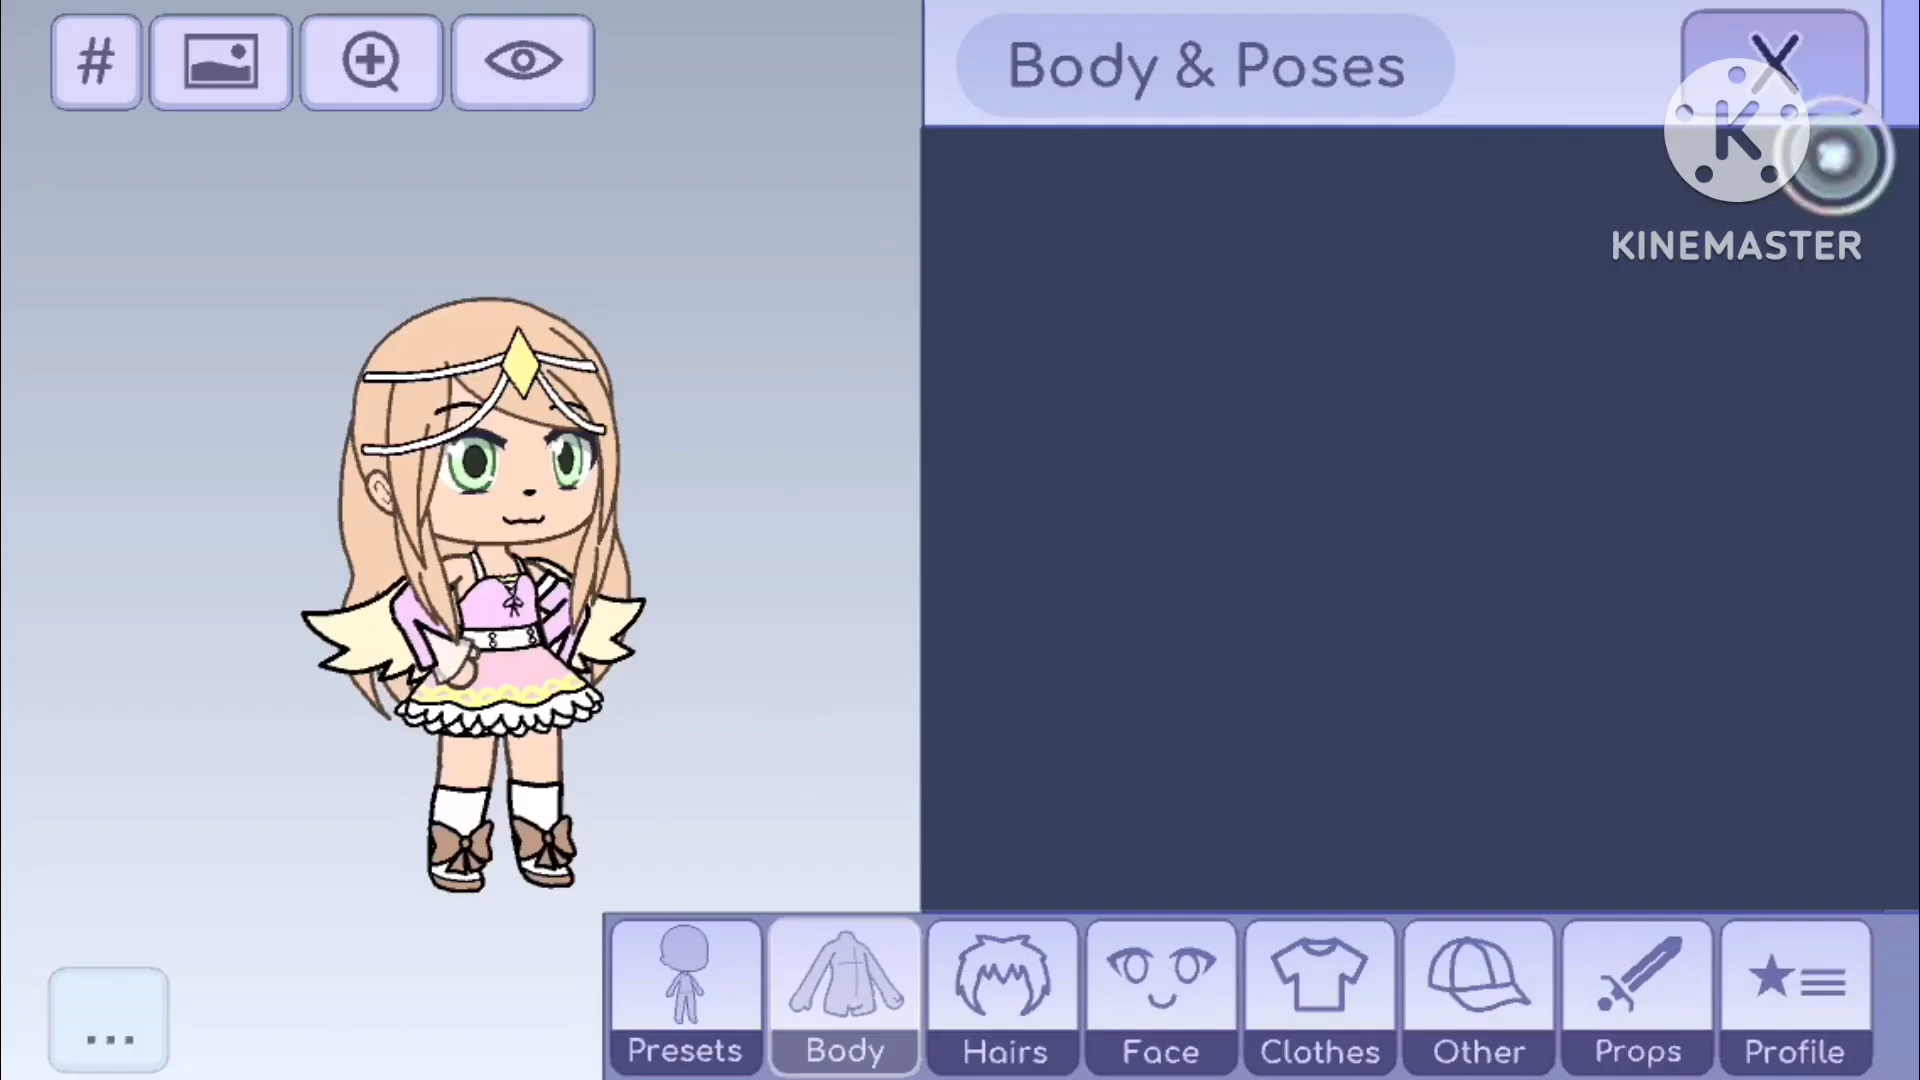 #
Body & Poses
X
K
KINEMASTER
...
Presets
Body
Hairs
Face
Clothes
Other
Props
Profile